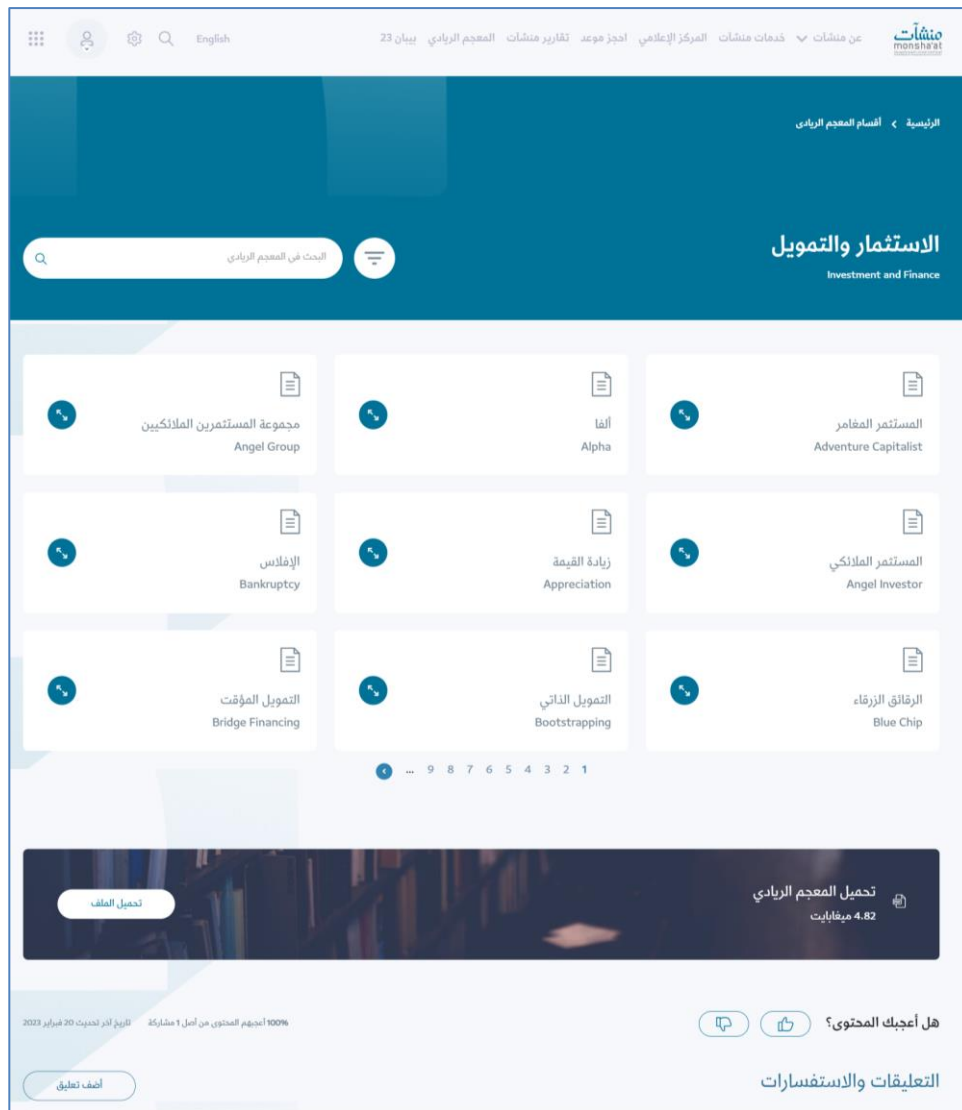 منشآت
monsha'at
عن منشآت خدمات منشآت المركز الإعلامي احجز موعد تقارير منشآت المعجم الريادي بيبان 23
English
الرئيسية > أقسام المعجم الريادى
الاستثمار والتمويل
Investment and Finance
البحث فى المعجم الريادى
المستثمر المغامر
Adventure Capitalist
ألفا
Alpha
مجموعة المستثمرين الملائكيين
Angel Group
المستثمر الملائكي
Angel Investor
زيادة القيمة
Appreciation
الإفلاس
Bankruptcy
الرقائق الزرقاء
Blue Chip
التمويل الذاتي
Bootstrapping
التمويل المؤقت
Bridge Financing
1 2 3 4 5 6 7 8 9 ...
تحميل المعجم الريادي
4.82 ميغابايت
تحميل الملف
هل أعجبك المحتوى؟
100% أعجبهم المحتوى من أصل 1 مشاركة تاريخ آخر تحديث 20 فبراير 2023
التعليقات والاستفسارات
أضف تعليق